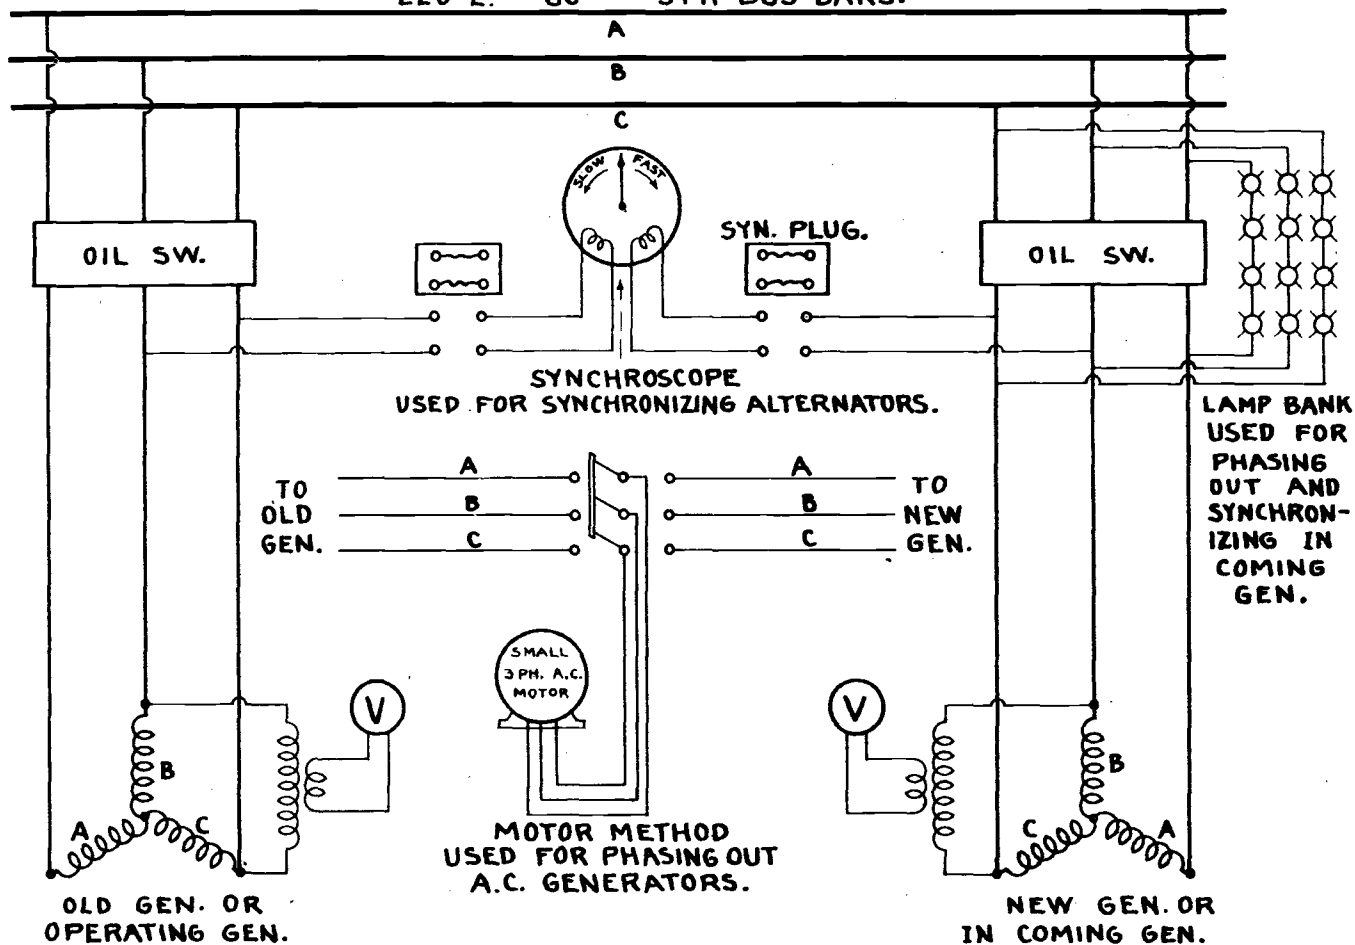 BUS BARS.
A
B
C
SLOW
FAST
SYN. PLUG.
OIL SW.
OIL SW.
SYNCHROSCOPE
USED FOR SYNCHRONIZING ALTERNATORS.
LAMP BANK
USED FOR
PHASING
OUT AND
SYNCHRON-
IZING IN
COMING
GEN.
TO
OLD
GEN.
A
B
C
A
B
C
TO
NEW
GEN.
SMALL
3 PH. A.C.
MOTOR
V
V
B
A
C
B
C
A
MOTOR METHOD
USED FOR PHASING OUT
A.C. GENERATORS.
OLD GEN. OR
OPERATING GEN.
NEW GEN. OR
IN COMING GEN.